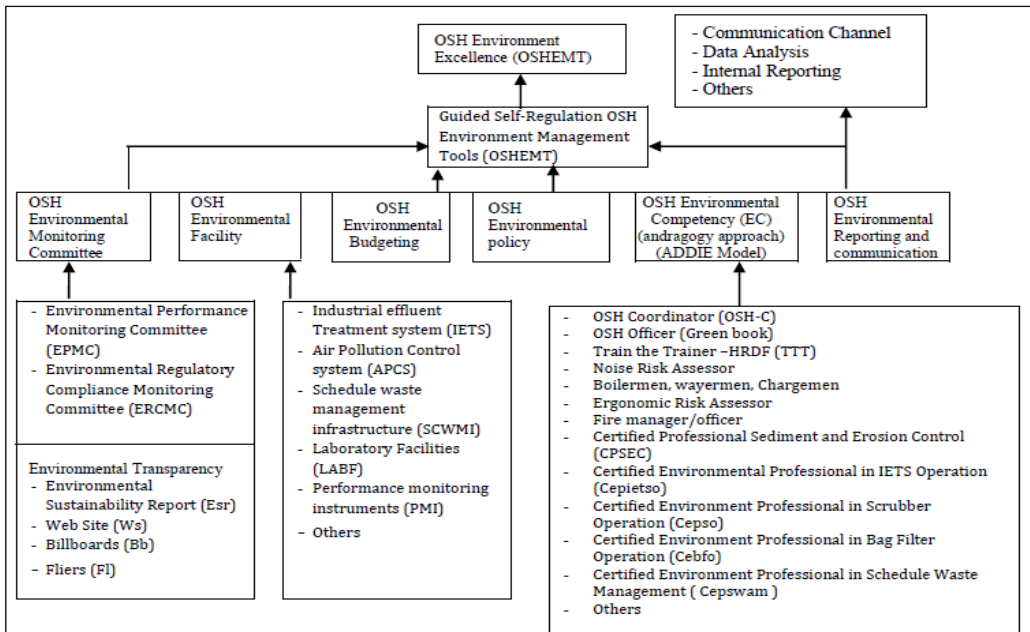 OSH Environment
Excellence (OSHEMT)
- Communication Channel
- Data Analysis
- Internal Reporting
- Others
Guided Self-Regulation OSH
Environment Management
Tools (OSHEMT)
OSH
Environmental
Monitoring
Committee
OSH
Environmental
Facility
OSH
Environmental
Budgeting
OSH
Environmental
policy
OSH Environmental
Competency (EC)
(andragogy approach)
(ADDIE Model)
OSH
Environmental
Reporting and
communication
- Environmental Performance
Monitoring Committee
(EPMC)
- Environmental Regulatory
Compliance Monitoring
Committee (ERCMC)
Environmental Transparency
- Environmental
Sustainability Report (Esr)
- Web Site (Ws)
- Billboards (Bb)
– Fliers (Fl)
- Industrial effluent
Treatment system (IETS)
- Air Pollution Control
system (APCS)
- Schedule waste
management
infrastructure (SCWMI)
- Laboratory Facilities
(LABF)
- Performance monitoring
instruments (PMI)
– Others
- OSH Coordinator (OSH-C)
- OSH Officer (Green book)
- Train the Trainer –HRDF (TTT)
- Noise Risk Assessor
- Boilermen, wayermen, Chargemen
- Ergonomic Risk Assessor
- Fire manager/officer
- Certified Professional Sediment and Erosion Control
(CPSEC)
- Certified Environmental Professional in IETS Operation
(Cepietso)
- Certified Environment Professional in Scrubber
Operation (Cepso)
- Certified Environment Professional in Bag Filter
Operation (Cebfo)
- Certified Environment Professional in Schedule Waste
Management ( Cepswam )
- Others